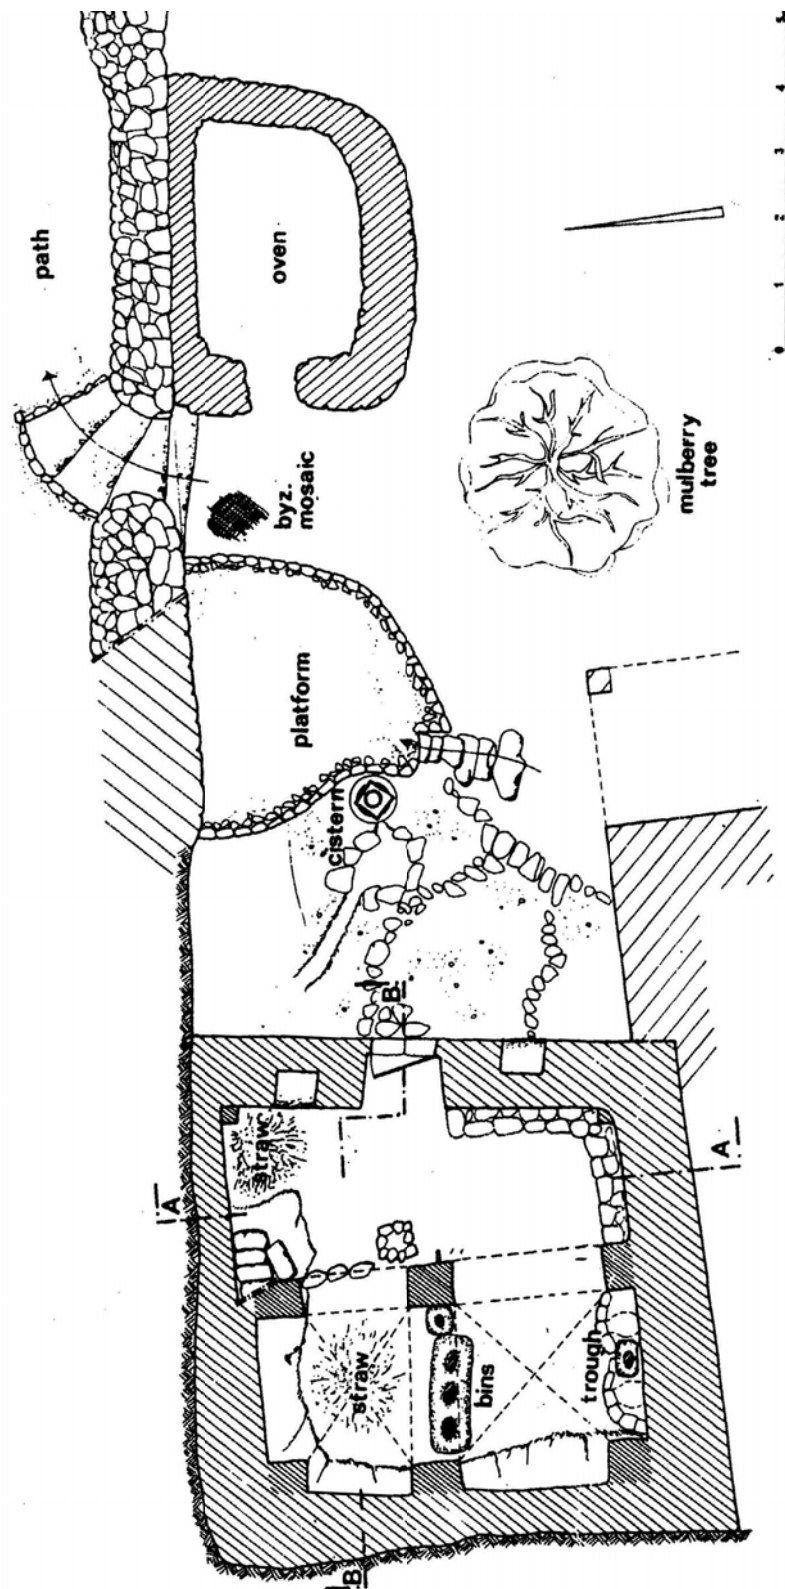 path
oven
byz.
mosaic
mulberry
tree
platform
cistern
B
straw
A
A
straw
bins
trough
B
0 1 2 3 4 5